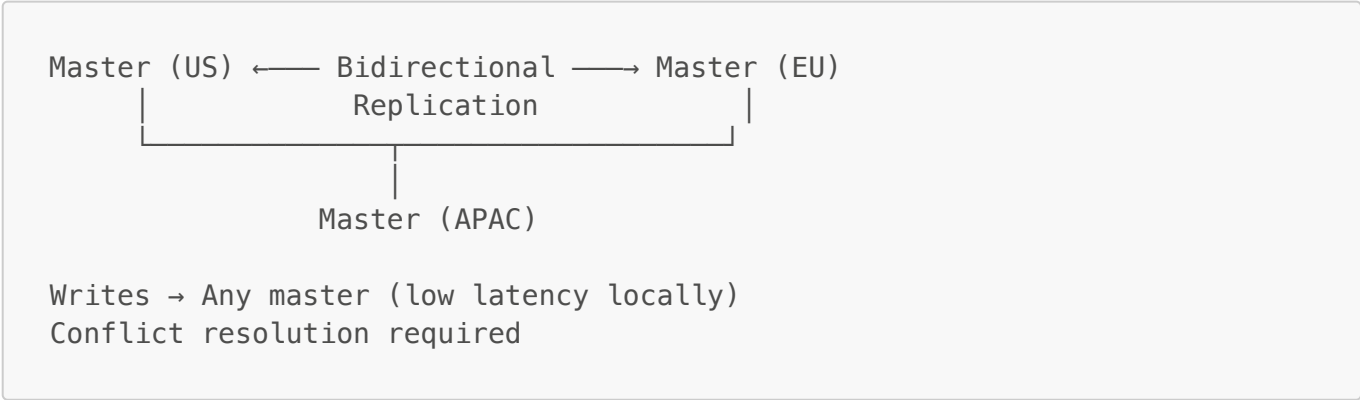 Master (US) ←─── Bidirectional ───→ Master (EU)
Replication
Master (APAC)
Writes → Any master (low latency locally)
Conflict resolution required